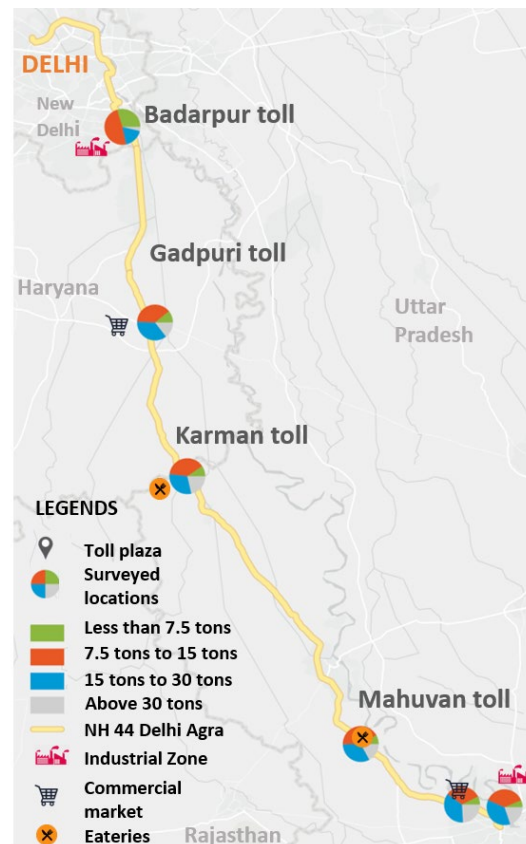 DELHI
New
Delhi
Badarpur toll
Gadpuri toll
Haryana
Uttar
Pradesh
Karman toll
LEGENDS
Toll plaza
Surveyed
locations
Less than 7.5 tons
7.5 tons to 15 tons
15 tons to 30 tons
Above 30 tons
NH 44 Delhi Agra
Industrial Zone
Commercial
market
Eateries
Mahuvan toll
Rajasthan